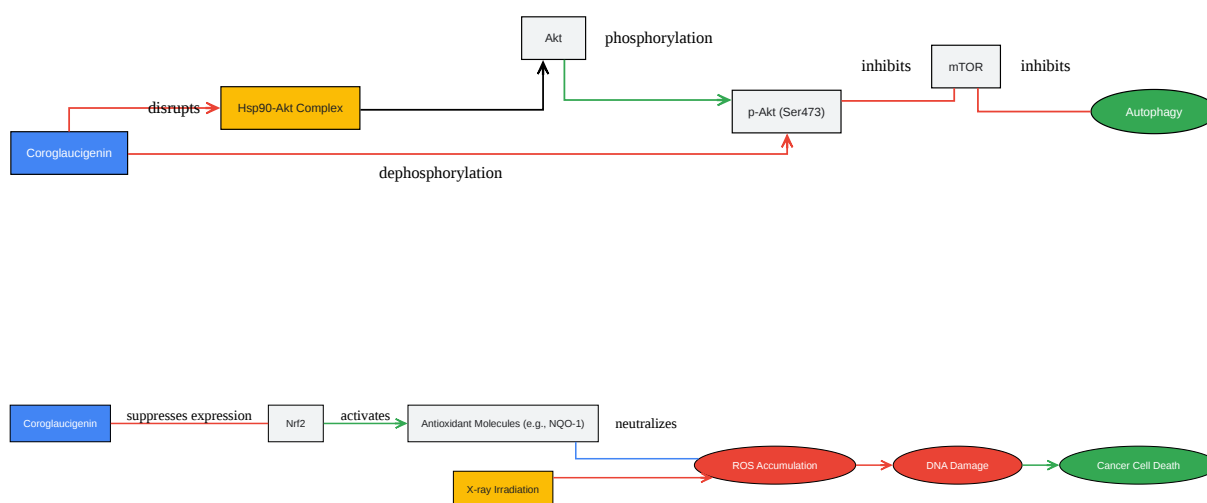 Akt
phosphorylation
inhibits
mTOR
inhibits
disrupts
Hsp90-Akt Complex
p-Akt (Ser473)
Autophagy
Coroglaucigenin
dephosphorylation
Coroglaucigenin
suppresses expression
Nrf2
activates
Antioxidant Molecules (e.g., NQO-1)
neutralizes
ROS Accumulation
DNA Damage
Cancer Cell Death
X-ray Irradiation